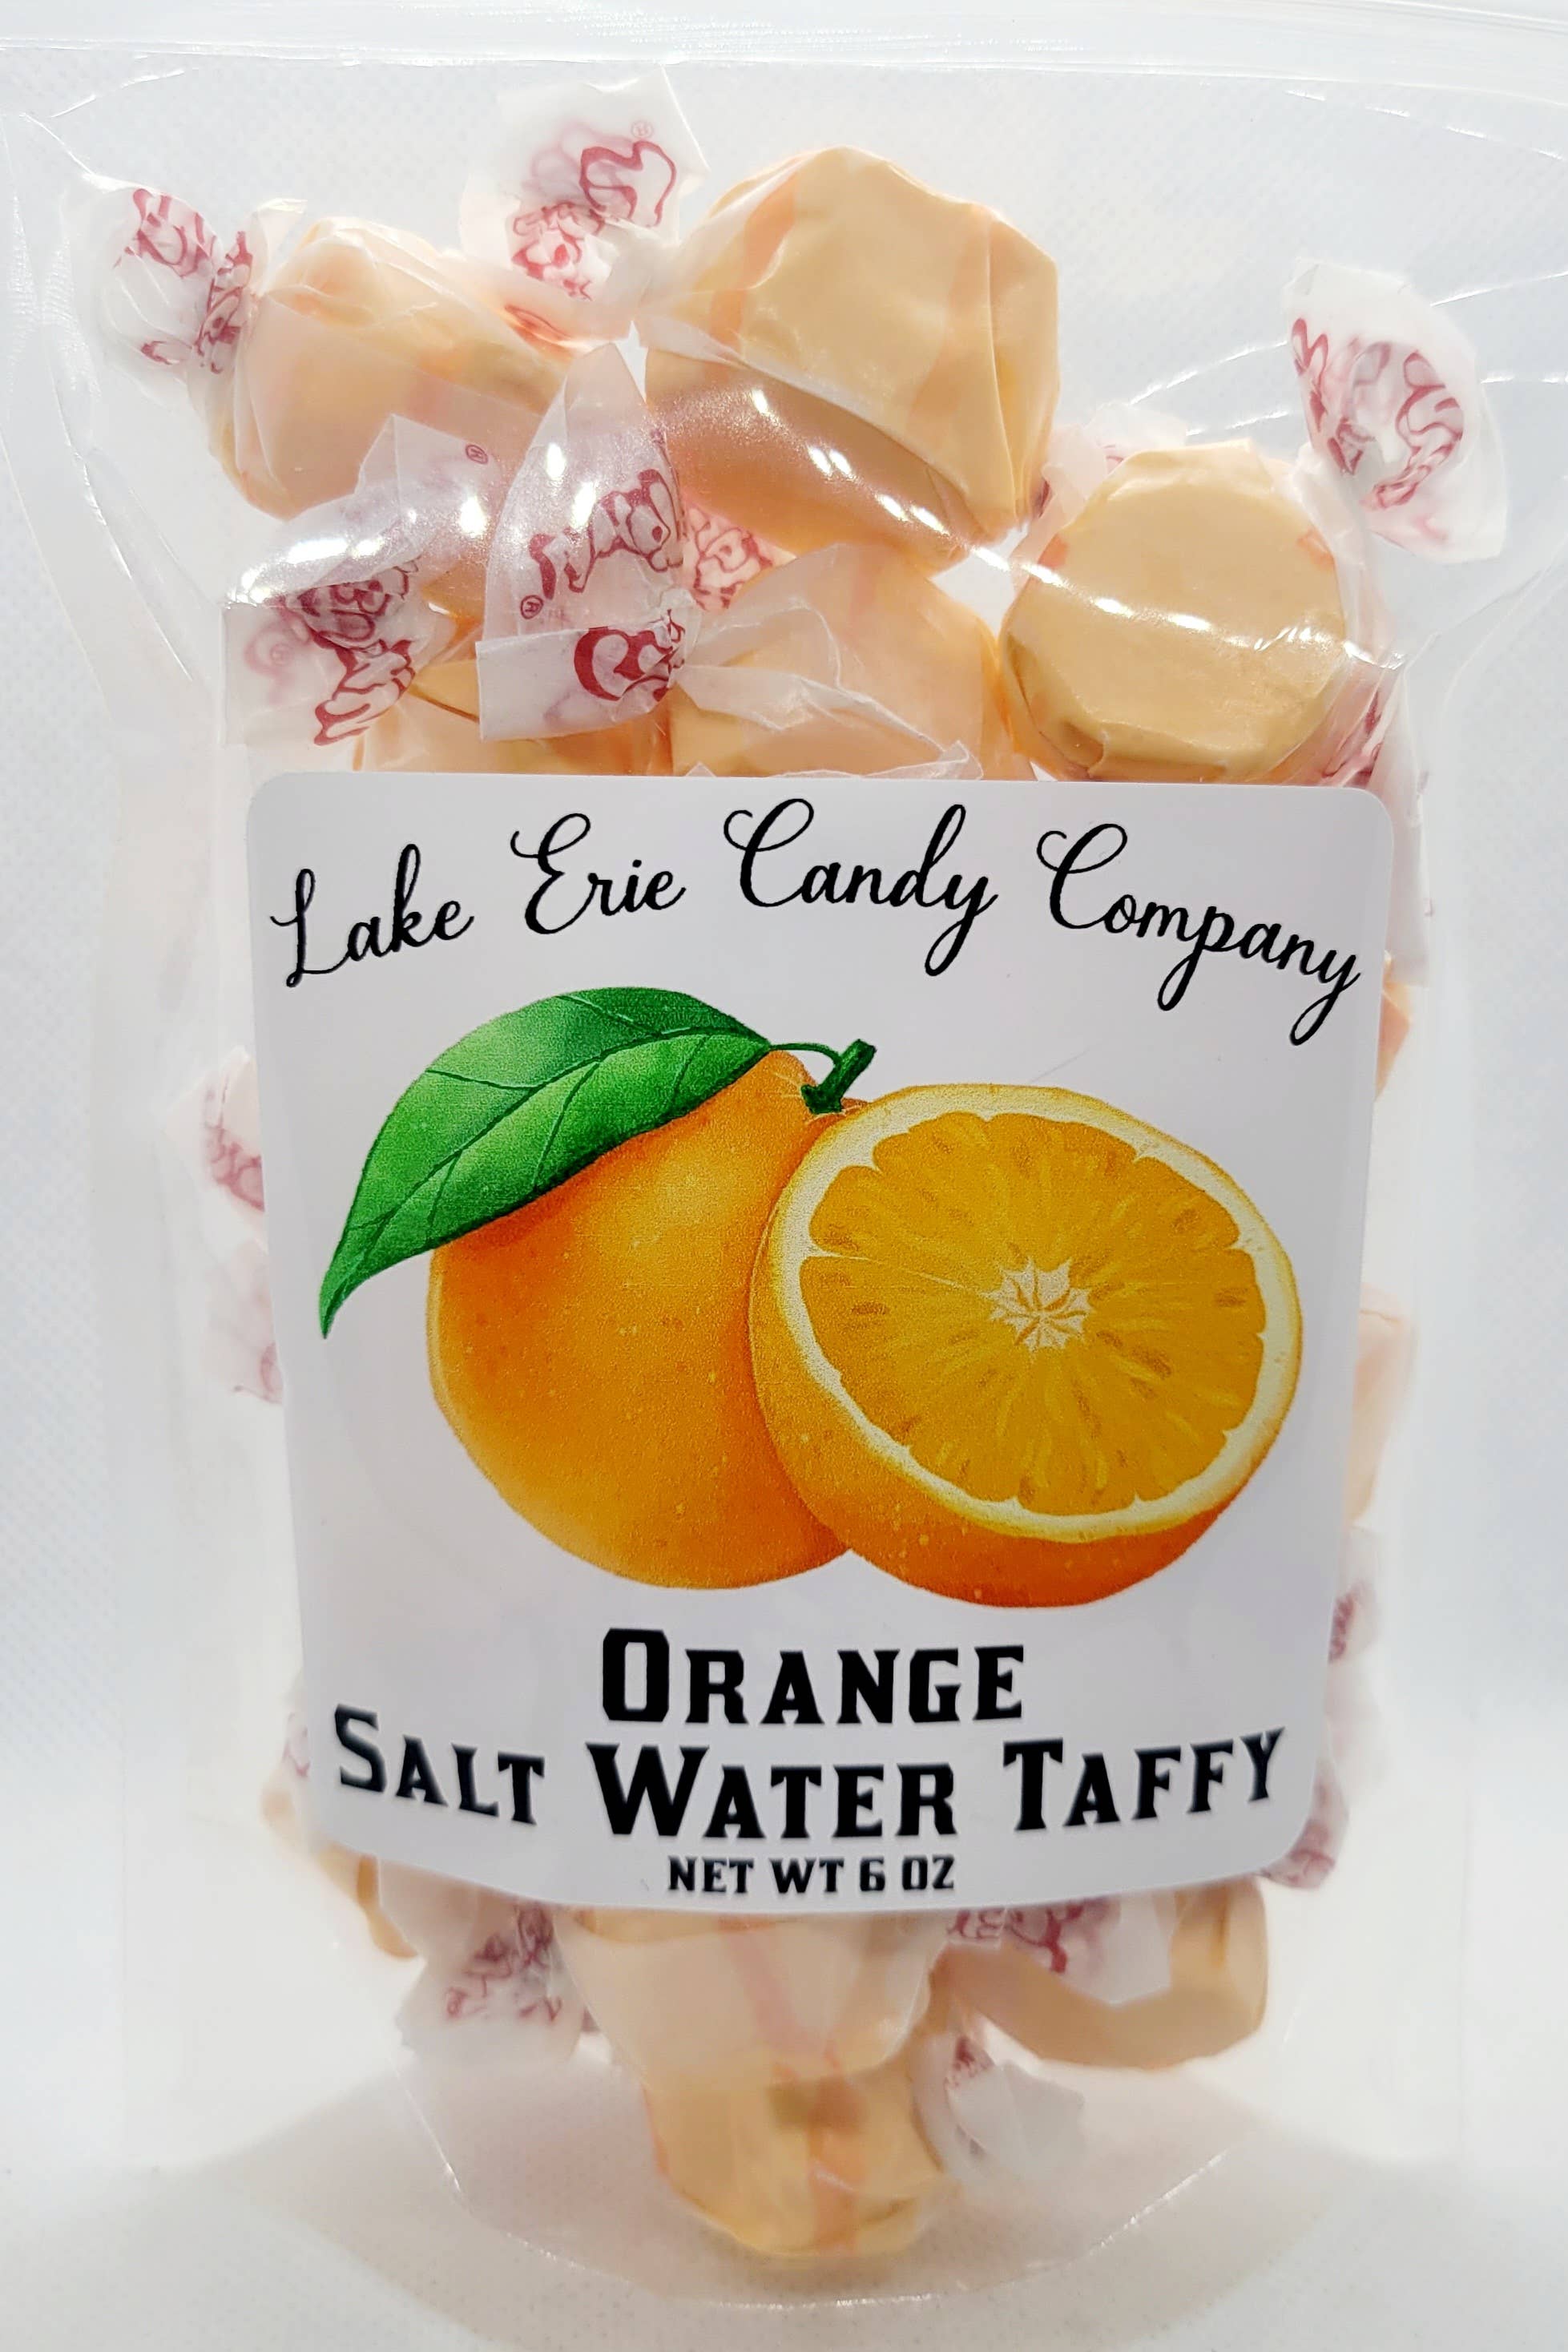 Lake Erie Candy Company
ORANGE
SALT WATER TAFFY
NET WT 6 OZ